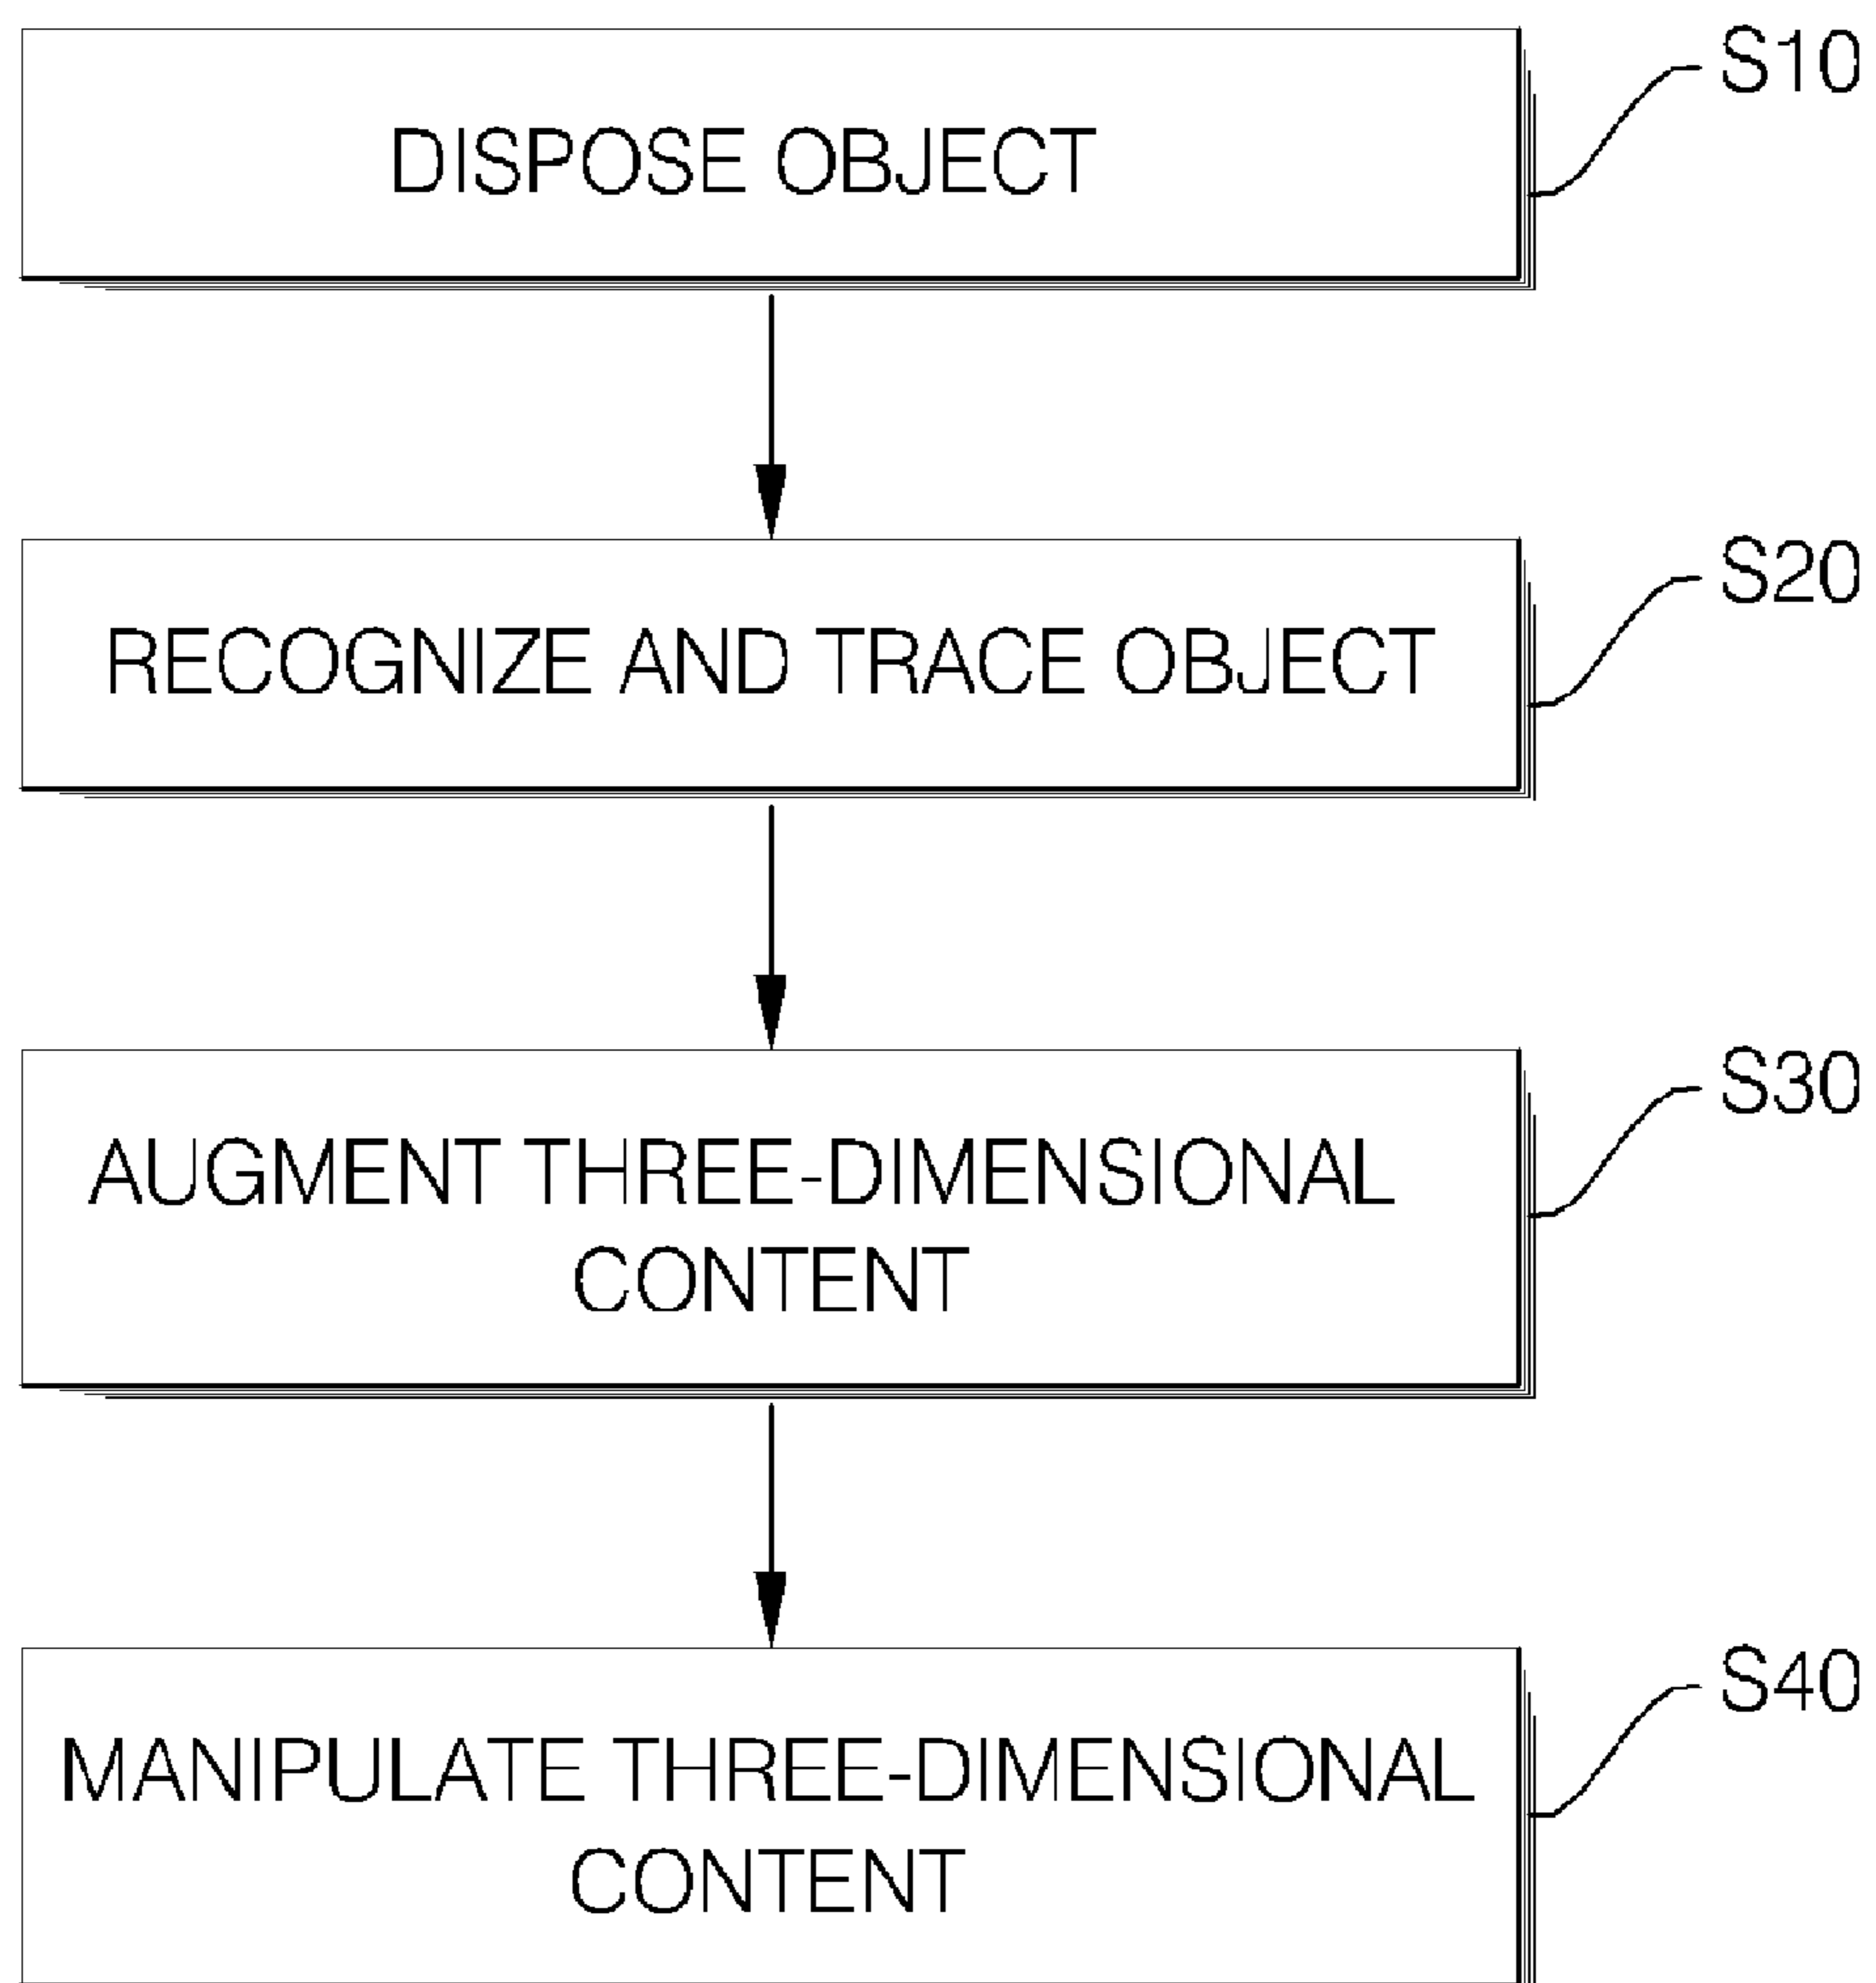 DISPOSE OBJECT
S10
RECOGNIZE AND TRACE OBJECT
S20
AUGMENT THREE-DIMENSIONAL
CONTENT
S30
MANIPULATE THREE-DIMENSIONAL
CONTENT
S40